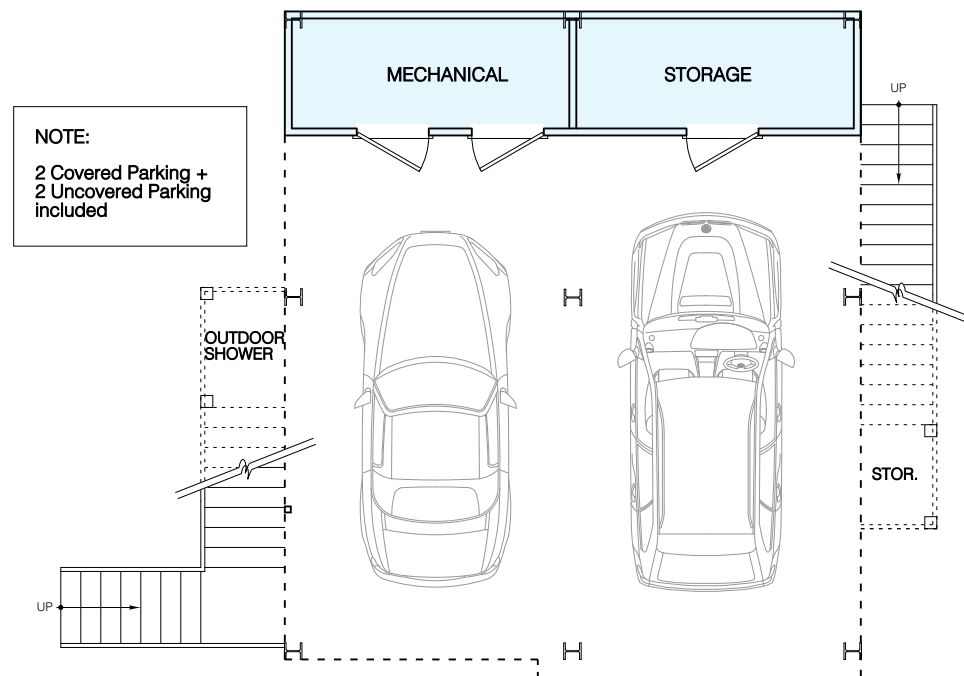 MECHANICAL
STORAGE
UP
NOTE:
2 Covered Parking +
2 Uncovered Parking
included
OUTDOOR
SHOWER
STOR.
UP